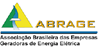 ABRAGE
Associação Brasileira das Empresas
Geradoras de Energia Elétrica